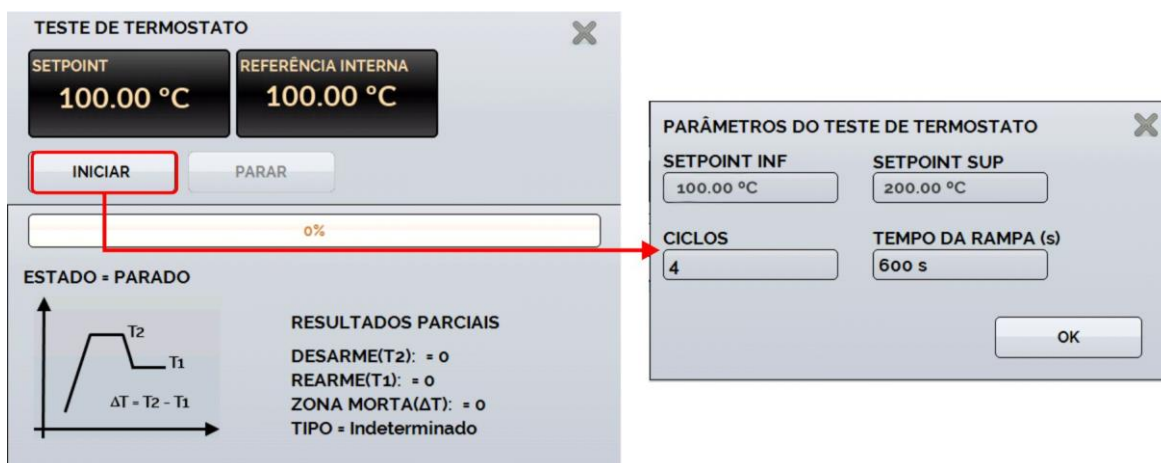 TESTE DE TERMOSTATO
SETPOINT
100.00 °C
REFERÊNCIA INTERNA
100.00 °C
INICIAR
PARAR
0%
ESTADO = PARADO
T2
T1
ΔT = T2 - T1
RESULTADOS PARCIAIS
DESARME(T2): = 0
REARME(T1): = 0
ZONA MORTA(ΔT): = 0
TIPO = Indeterminado
PARÂMETROS DO TESTE DE TERMOSTATO
SETPOINT INF
100.00 °C
SETPOINT SUP
200.00 °C
CICLOS
4
TEMPO DA RAMPA (s)
600 s
OK